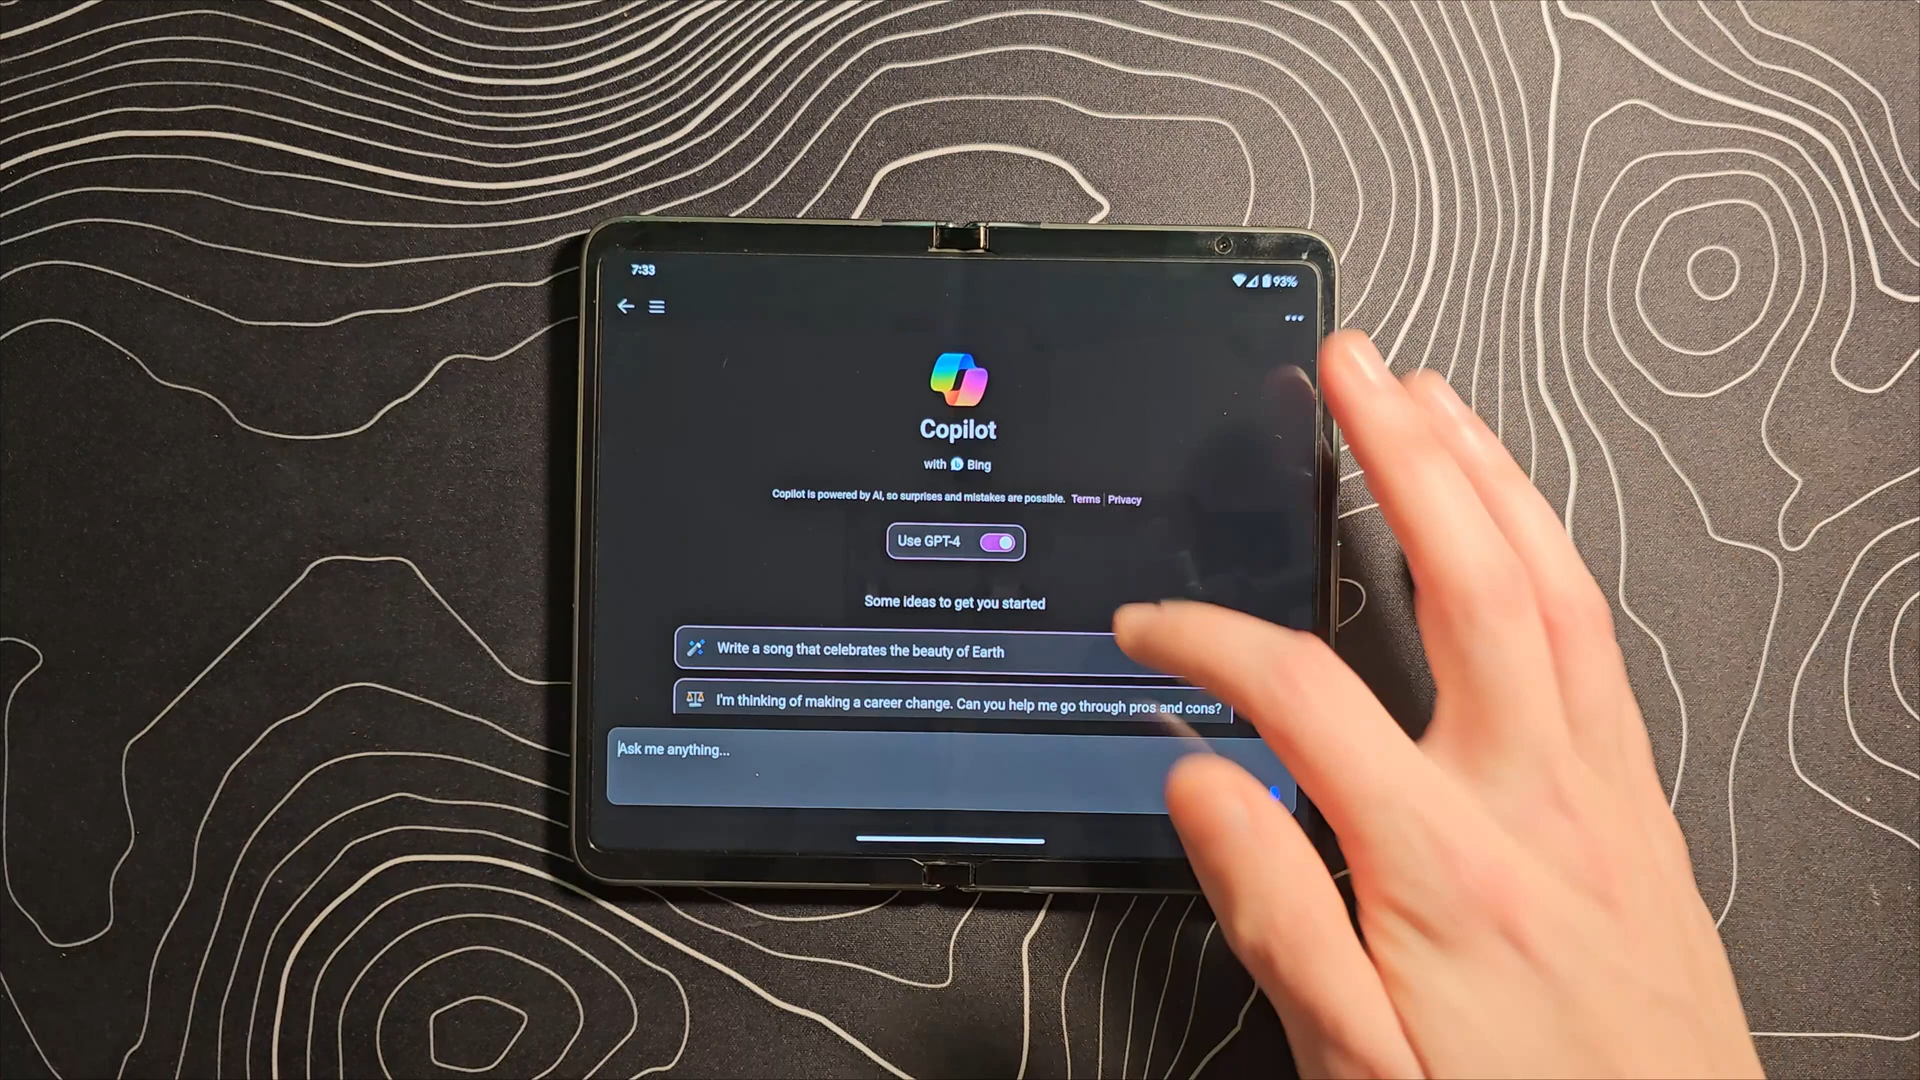 7:33
93%
Copilot
with Bing
Copilot is powered by AI, so surprises and mistakes are possible. Terms | Privacy
Use GPT-4
Some ideas to get you started
Write a song that celebrates the beauty of Earth
I'm thinking of making a career change. Can you help me go through pros and cons?
Ask me anything...